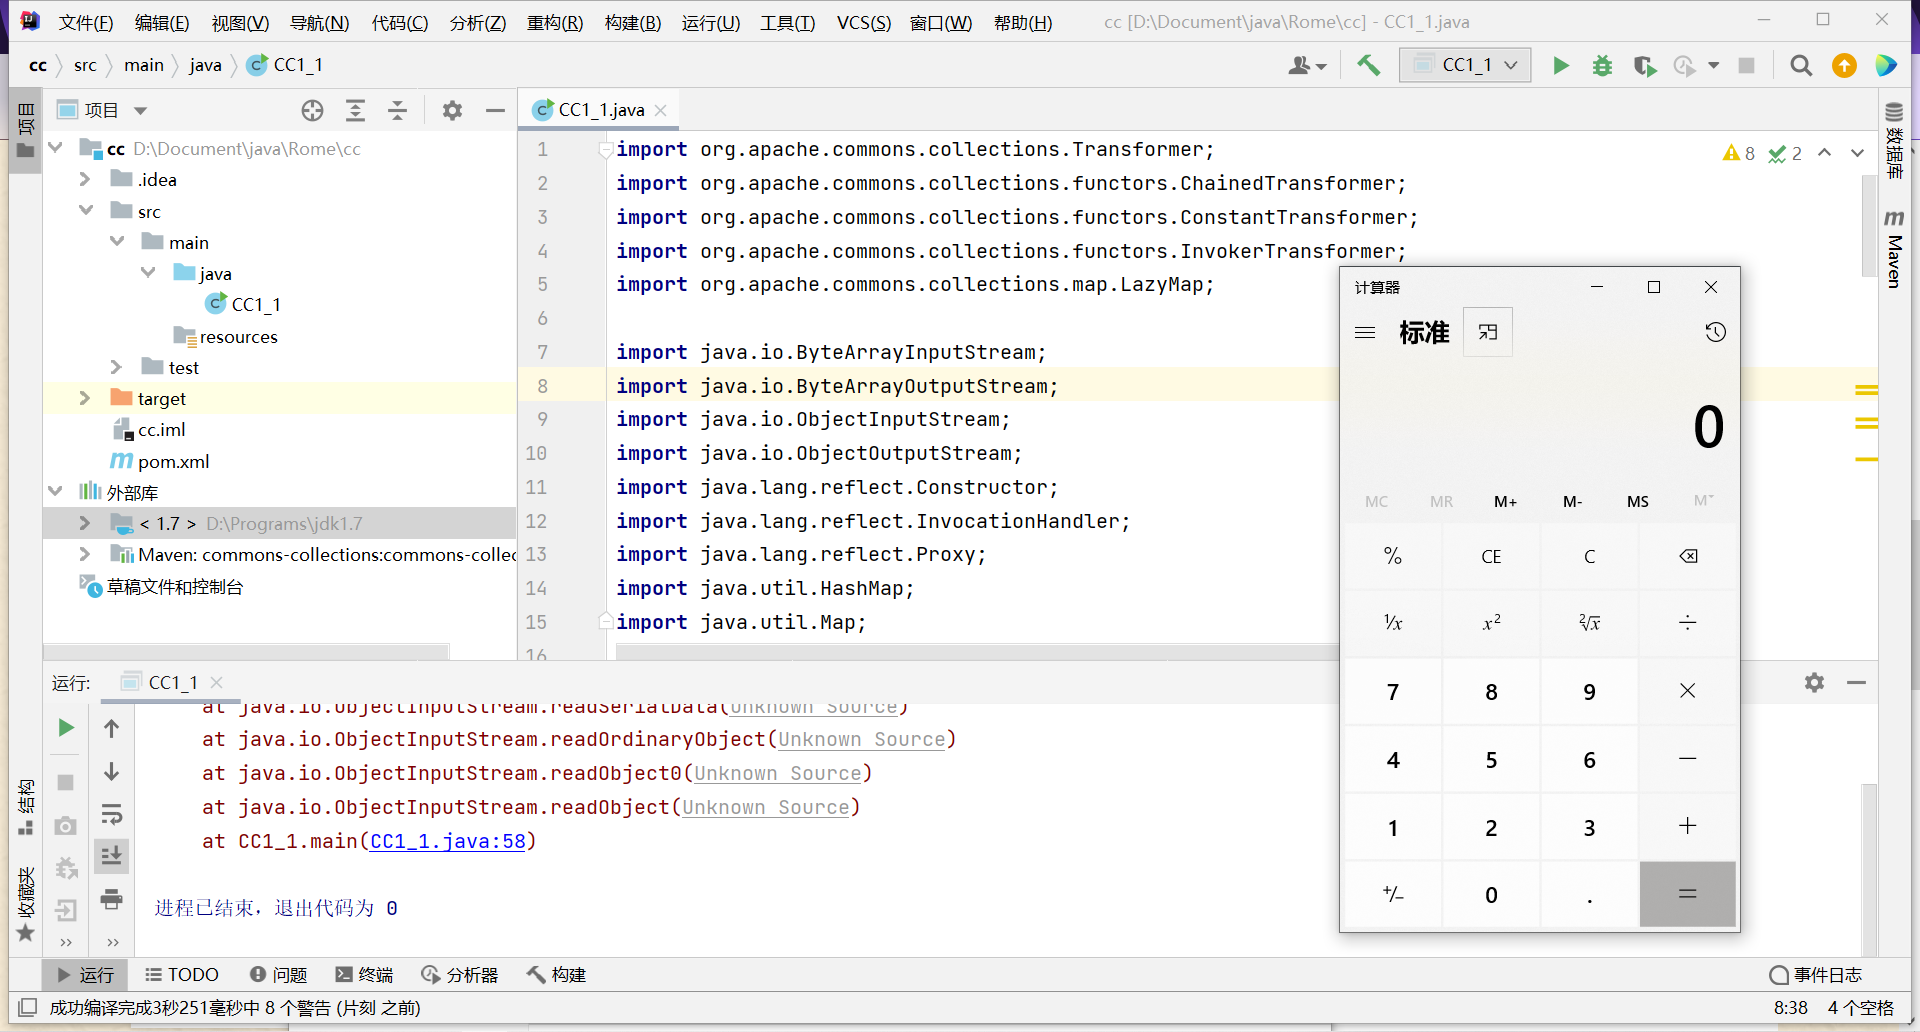 文件(F) 编辑(E) 视图(V) 导航(N) 代码(C) 分析(Z) 重构(R) 构建(B) 运行(U) 工具(T) VCS(S) 窗口(W) 帮助(H) cc [D:\Document\java\Rome\cc] - CC1_1.java
cc src main java CC1_1 CC1_1
项目
项目
CC1_1.java
cc D:\Document\java\Rome\cc
.idea
src
main
java
CC1_1
resources
test
target
cc.iml
pom.xml
外部库
< 1.7 > D:\Programs\jdk1.7
Maven: commons-collections:commons-collec
草稿文件和控制台
1 import org.apache.commons.collections.Transformer;
2 import org.apache.commons.collections.functors.ChainedTransformer;
3 import org.apache.commons.collections.functors.ConstantTransformer;
4 import org.apache.commons.collections.functors.InvokerTransformer;
5 import org.apache.commons.collections.map.LazyMap;
6
7 import java.io.ByteArrayInputStream;
8 import java.io.ByteArrayOutputStream;
9 import java.io.ObjectInputStream;
10 import java.io.ObjectOutputStream;
11 import java.lang.reflect.Constructor;
12 import java.lang.reflect.InvocationHandler;
13 import java.lang.reflect.Proxy;
14 import java.util.HashMap;
15 import java.util.Map;
16
8 2
数据库
Maven
计算器
标准
0
MC MR M+ M- MS M˅
% CE C
¹/x x² ²√x ÷
7 8 9 ×
4 5 6 −
1 2 3 +
+/− 0 . =
运行: CC1_1
at java.io.ObjectInputStream.readSerialData(Unknown Source)
at java.io.ObjectInputStream.readOrdinaryObject(Unknown Source)
at java.io.ObjectInputStream.readObject0(Unknown Source)
at java.io.ObjectInputStream.readObject(Unknown Source)
at CC1_1.main(CC1_1.java:58)
进程已结束，退出代码为 0
结构
收藏夹
运行 TODO 问题 终端 分析器 构建 事件日志
成功编译完成3秒251毫秒中 8 个警告 (片刻 之前) 8:38 4 个空格